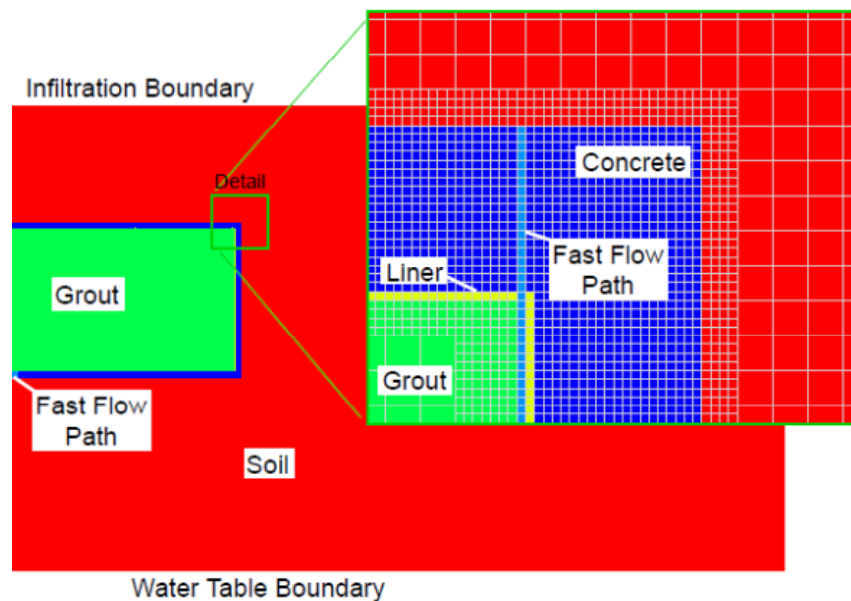 Infiltration Boundary
Detail
Concrete
Fast Flow
Path
Liner
Grout
Grout
Fast Flow
Path
Soil
Water Table Boundary